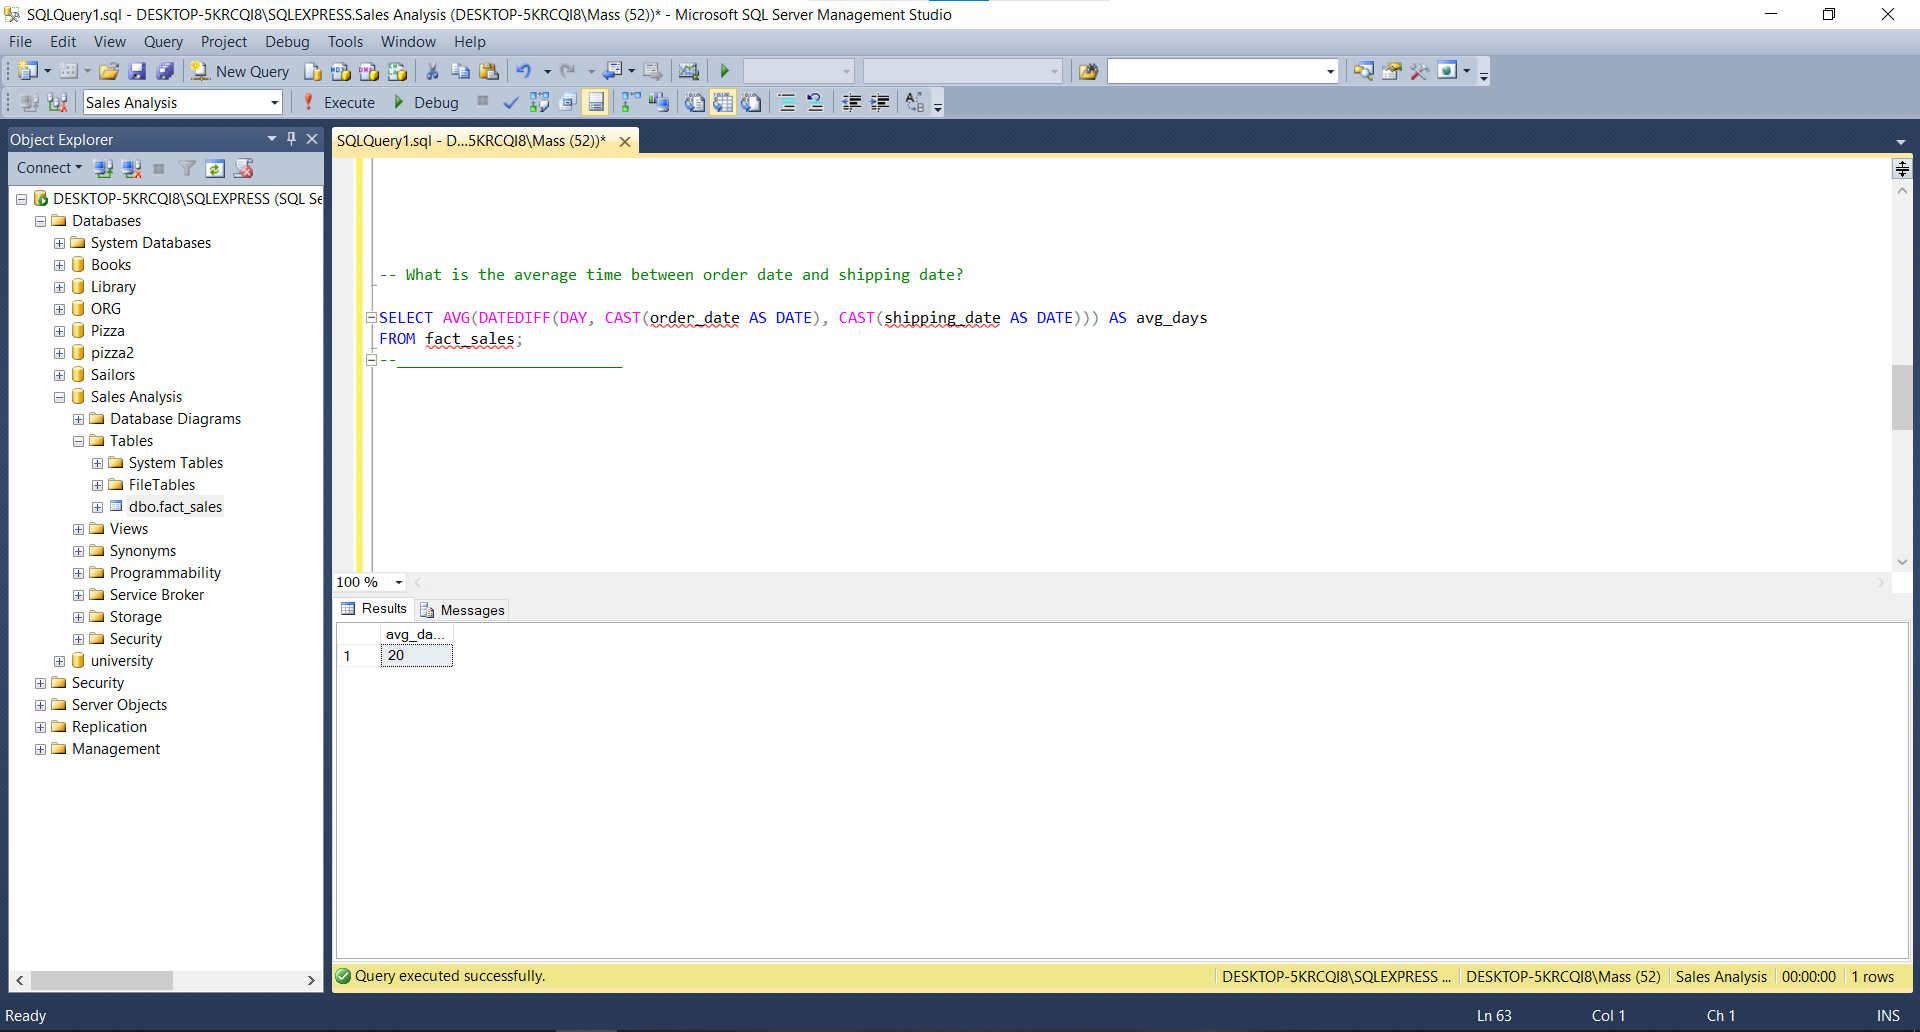 SQLQuery1.sql - DESKTOP-5KRCQI8\SQLEXPRESS.Sales Analysis (DESKTOP-5KRCQI8\Mass (52))* - Microsoft SQL Server Management Studio
File Edit View Query Project Debug Tools Window Help
New Query
Sales Analysis Execute Debug
Object Explorer
SQLQuery1.sql - D...5KRCQI8\Mass (52))*
Connect
DESKTOP-5KRCQI8\SQLEXPRESS (SQL Se
Databases
System Databases
Books
Library
ORG
Pizza
pizza2
Sailors
Sales Analysis
Database Diagrams
Tables
System Tables
FileTables
dbo.fact_sales
Views
Synonyms
Programmability
Service Broker
Storage
Security
university
Security
Server Objects
Replication
Management
-- What is the average time between order date and shipping date?
SELECT AVG(DATEDIFF(DAY, CAST(order_date AS DATE), CAST(shipping_date AS DATE))) AS avg_days
FROM fact_sales;
--_________________________
100 %
Results Messages
avg_da...
1 20
Query executed successfully. DESKTOP-5KRCQI8\SQLEXPRESS ... DESKTOP-5KRCQI8\Mass (52) Sales Analysis 00:00:00 1 rows
Ready Ln 63 Col 1 Ch 1 INS